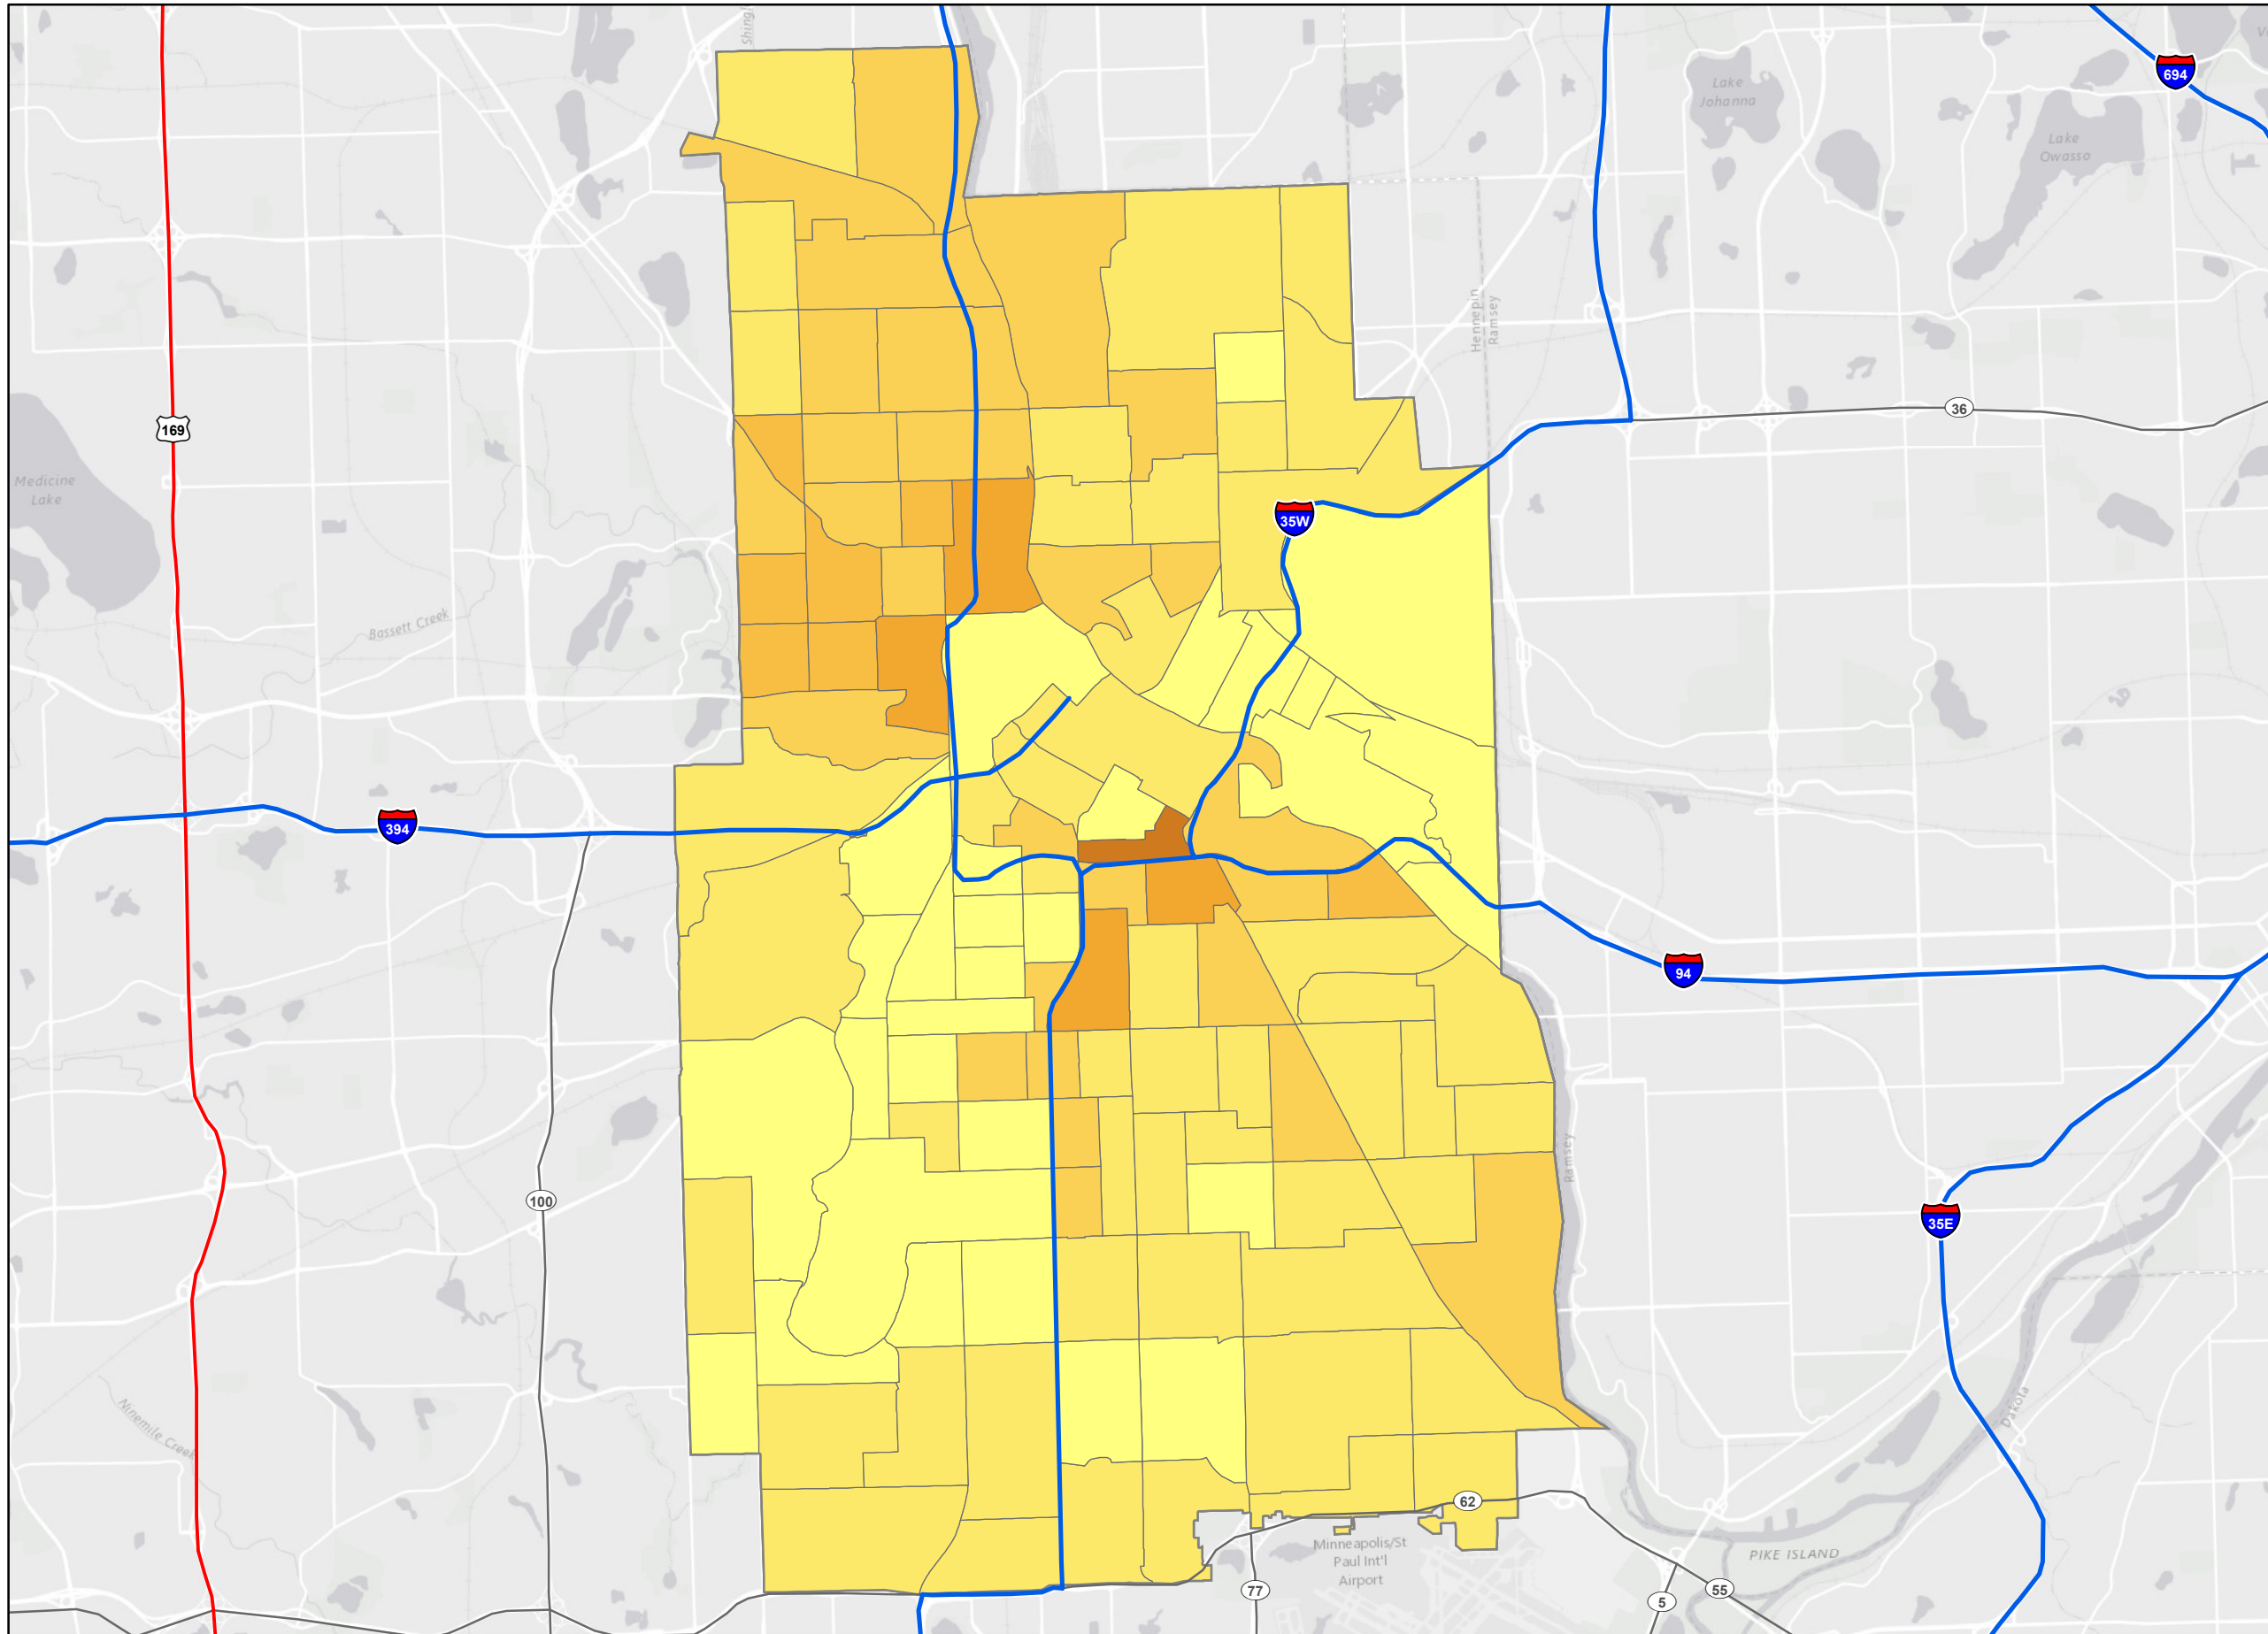 Shingl
694
Lake
Johanna
Lake
Owasso
Hennepin
Ramsey
36
169
Medicine
Lake
35W
Bassett Creek
394
94
Ramsey
100
35E
Ninemile Creek
Dakota
62
Minneapolis/St
Paul Int'l
Airport
PIKE ISLAND
77
55
5